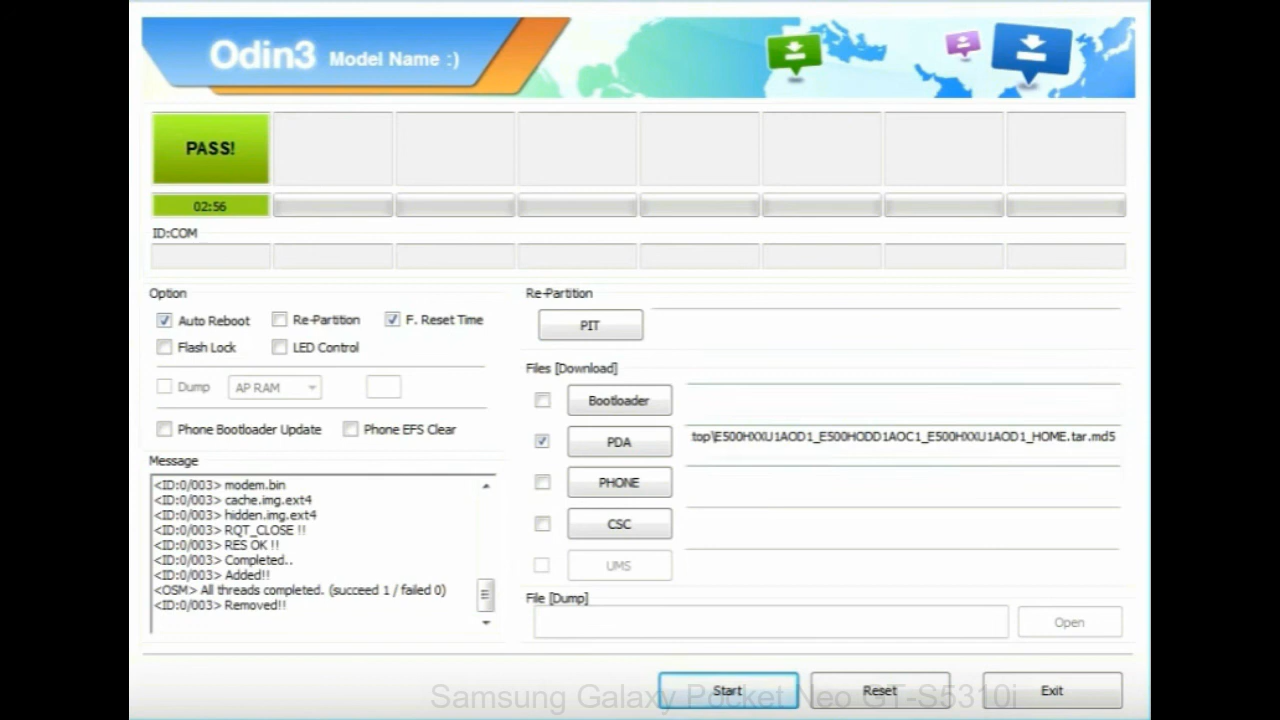 Odin3 Model Name :)
PASS!
02:56
ID:COM
Option
Auto Reboot Re-Partition F. Reset Time
Flash Lock LED Control
Dump AP RAM
Phone Bootloader Update Phone EFS Clear
Message
<ID:0/003> modem.bin
<ID:0/003> cache.img.ext4
<ID:0/003> hidden.img.ext4
<ID:0/003> RQT_CLOSE !!
<ID:0/003> RES OK !!
<ID:0/003> Completed..
<ID:0/003> Added!!
<OSM> All threads completed. (succeed 1 / failed 0)
<ID:0/003> Removed!!
Re-Partition
PIT
Files [Download]
Bootloader
PDA top\E500HXXU1AOD1_E500HODD1AOC1_E500HXXU1AOD1_HOME.tar.md5
PHONE
CSC
UMS
File [Dump]
Open
Start Reset Exit
Samsung Galaxy Pocket Neo GT-S5310i